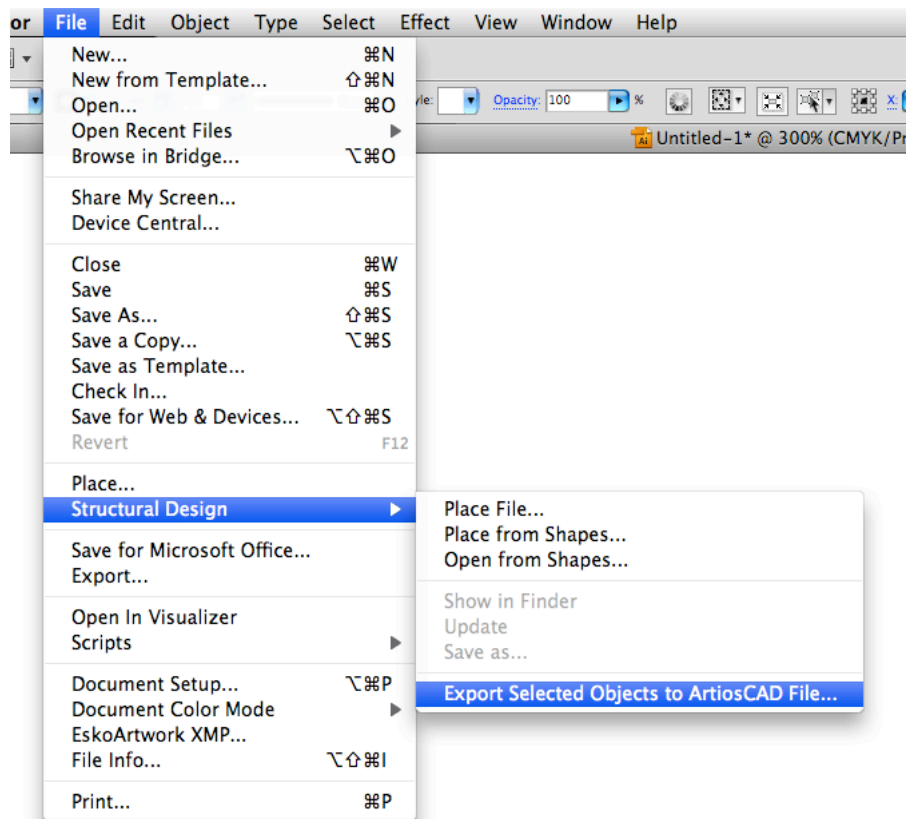 or File Edit Object Type Select Effect View Window Help
New... ⌘N
New from Template... ⇧⌘N
Open... ⌘O
yle: Opacity: 100 % X:
Open Recent Files
Untitled-1* @ 300% (CMYK/Pr
Browse in Bridge... ⌥⌘O
Share My Screen...
Device Central...
Close ⌘W
Save ⌘S
Save As... ⇧⌘S
Save a Copy... ⌥⌘S
Save as Template...
Check In...
Save for Web & Devices... ⌥⇧⌘S
Revert F12
Place...
Structural Design
Place File...
Place from Shapes...
Open from Shapes...
Show in Finder
Update
Save as...
Export Selected Objects to ArtiosCAD File...
Save for Microsoft Office...
Export...
Open In Visualizer
Scripts
Document Setup... ⌥⌘P
Document Color Mode
EskoArtwork XMP...
File Info... ⌥⇧⌘I
Print... ⌘P